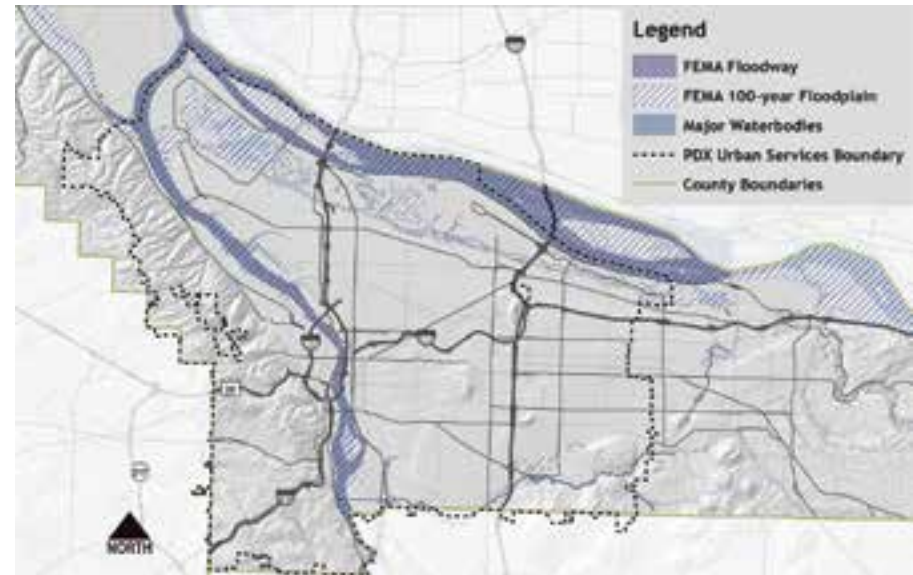 Legend
FEMA Floodway
FEMA 100-year Floodplain
Major Waterbodies
PDX Urban Services Boundary
County Boundaries
NORTH